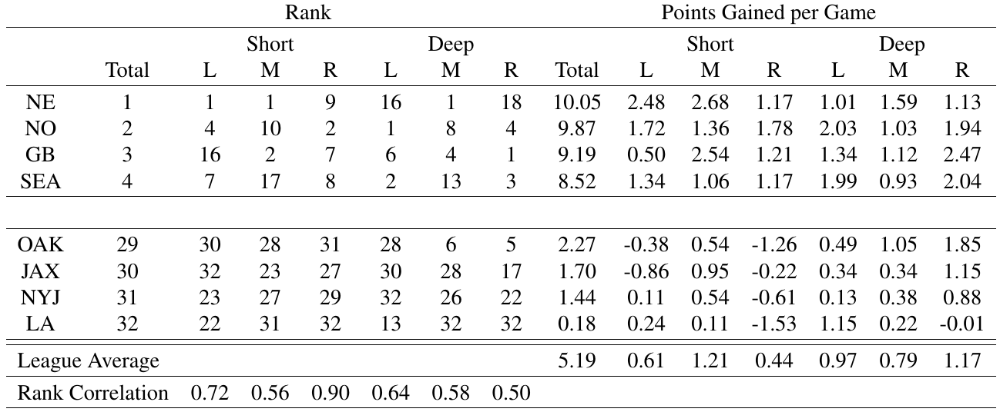 Rank Points Gained per Game
Short Deep Short Deep
Total L M R L M R Total L M R L M R
NE 1 1 1 9 16 1 18 10.05 2.48 2.68 1.17 1.01 1.59 1.13
NO 2 4 10 2 1 8 4 9.87 1.72 1.36 1.78 2.03 1.03 1.94
GB 3 16 2 7 6 4 1 9.19 0.50 2.54 1.21 1.34 1.12 2.47
SEA 4 7 17 8 2 13 3 8.52 1.34 1.06 1.17 1.99 0.93 2.04
OAK 29 30 28 31 28 6 5 2.27 -0.38 0.54 -1.26 0.49 1.05 1.85
JAX 30 32 23 27 30 28 17 1.70 -0.86 0.95 -0.22 0.34 0.34 1.15
NYJ 31 23 27 29 32 26 22 1.44 0.11 0.54 -0.61 0.13 0.38 0.88
LA 32 22 31 32 13 32 32 0.18 0.24 0.11 -1.53 1.15 0.22 -0.01
League Average 5.19 0.61 1.21 0.44 0.97 0.79 1.17
Rank Correlation 0.72 0.56 0.90 0.64 0.58 0.50